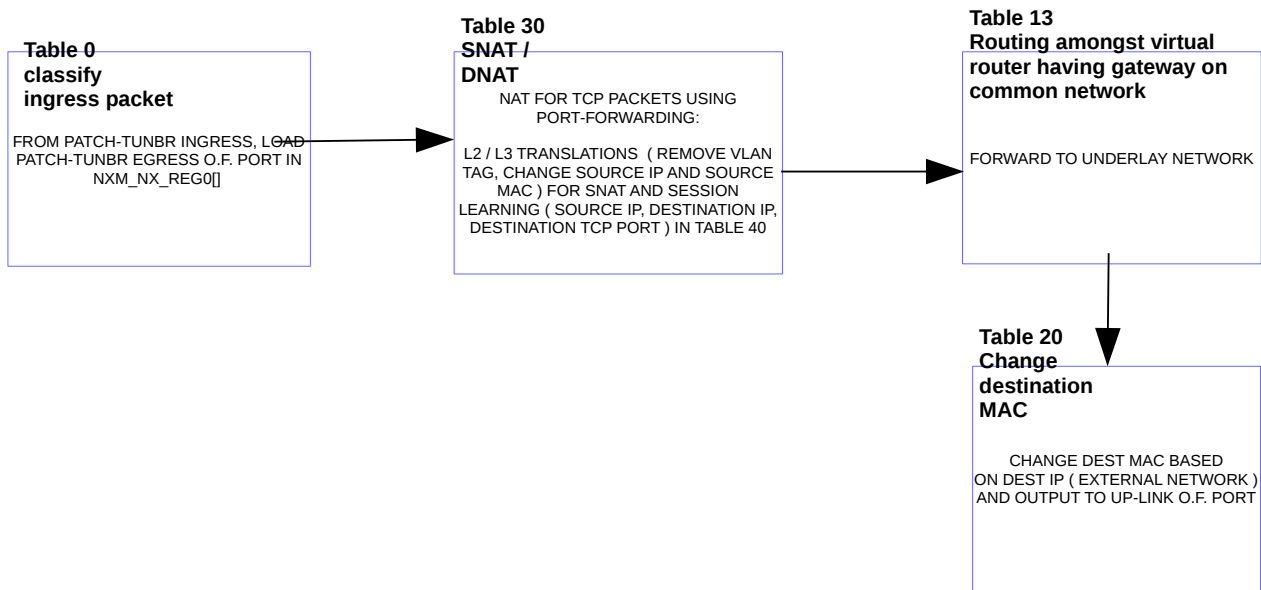 Table 0
classify
ingress packet
FROM PATCH-TUNBR INGRESS, LOAD
PATCH-TUNBR EGRESS O.F. PORT IN
NXM_NX_REG0[]
Table 30
SNAT /
DNAT
NAT FOR TCP PACKETS USING
PORT-FORWARDING:
L2 / L3 TRANSLATIONS  ( REMOVE VLAN
TAG, CHANGE SOURCE IP AND SOURCE
MAC ) FOR SNAT AND SESSION
LEARNING ( SOURCE IP, DESTINATION IP,
DESTINATION TCP PORT ) IN TABLE 40
Table 13
Routing amongst virtual
router having gateway on
common network
FORWARD TO UNDERLAY NETWORK
Table 20
Change
destination
MAC
CHANGE DEST MAC BASED
ON DEST IP ( EXTERNAL NETWORK )
AND OUTPUT TO UP-LINK O.F. PORT